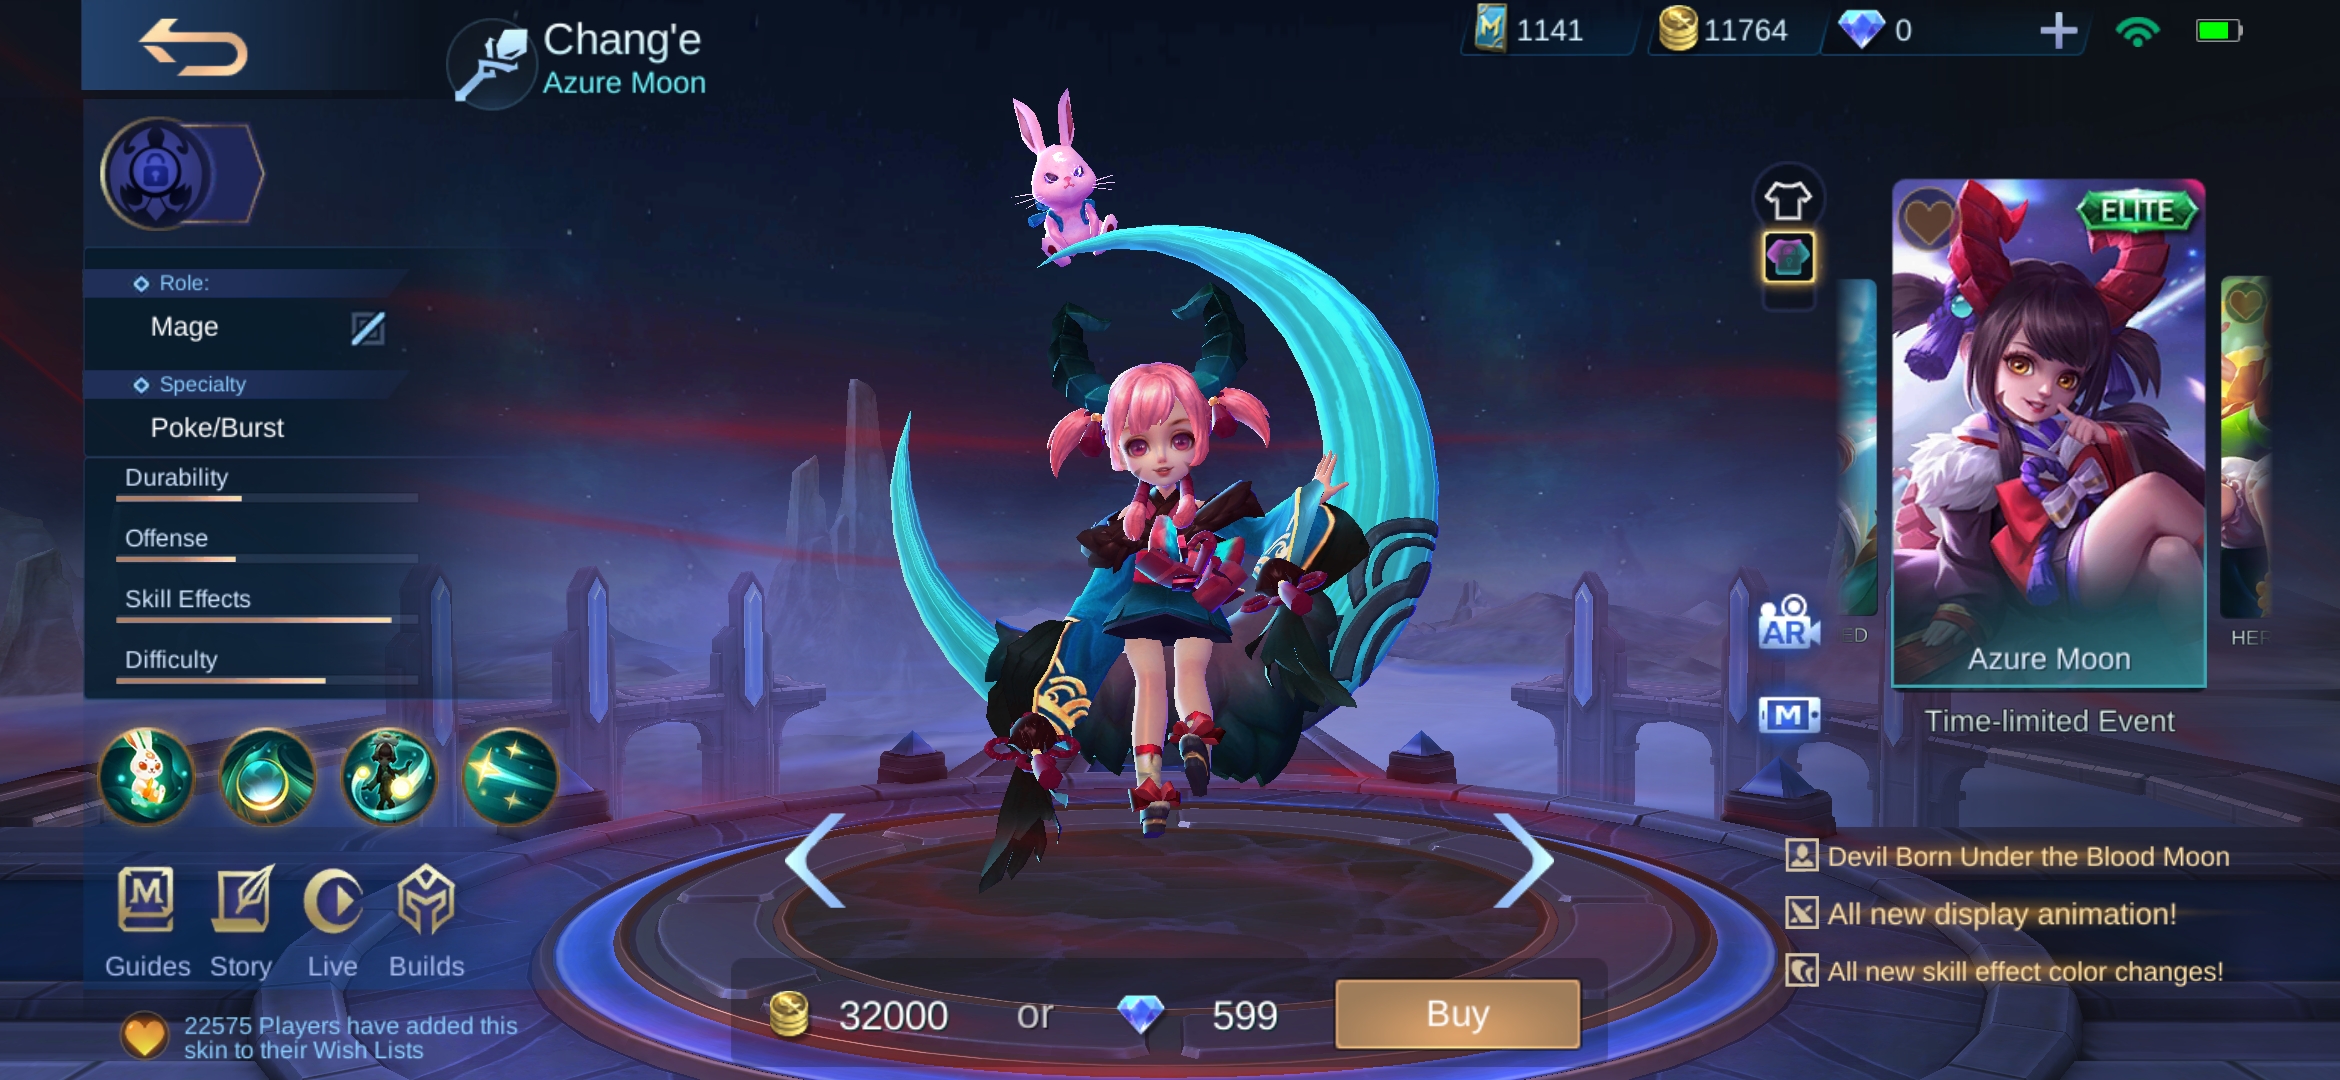 Chang'e
Azure Moon
M
1141
11764
0
Role:
Mage
Specialty
Poke/Burst
Durability
Offense
Skill Effects
Difficulty
M
Guides
Story
Live
Builds
22575 Players have added this
skin to their Wish Lists
32000
or
599
Buy
ELITE
Azure Moon
Time-limited Event
ED
HER
AR
M
Devil Born Under the Blood Moon
All new display animation!
All new skill effect color changes!